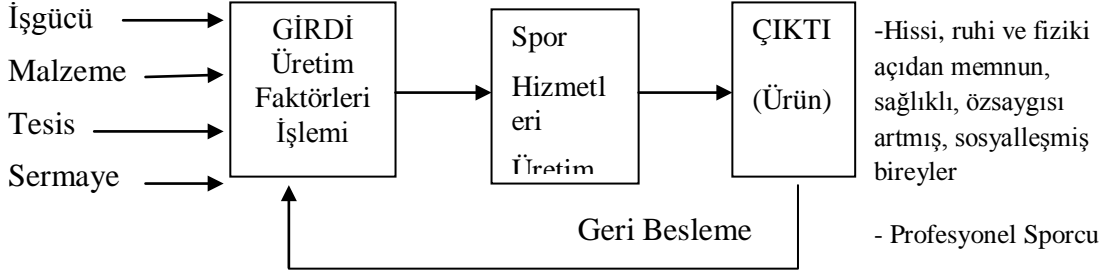 İşgücü
Malzeme
Tesis
Sermaye
GİRDİ
Üretim
Faktörleri
İşlemi
Spor
Hizmetl
eri
Üretim
ÇIKTI
(Ürün)
-Hissi, ruhi ve fiziki
açıdan memnun,
sağlıklı, özsaygısı
artmış, sosyalleşmiş
bireyler
- Profesyonel Sporcu
Geri Besleme